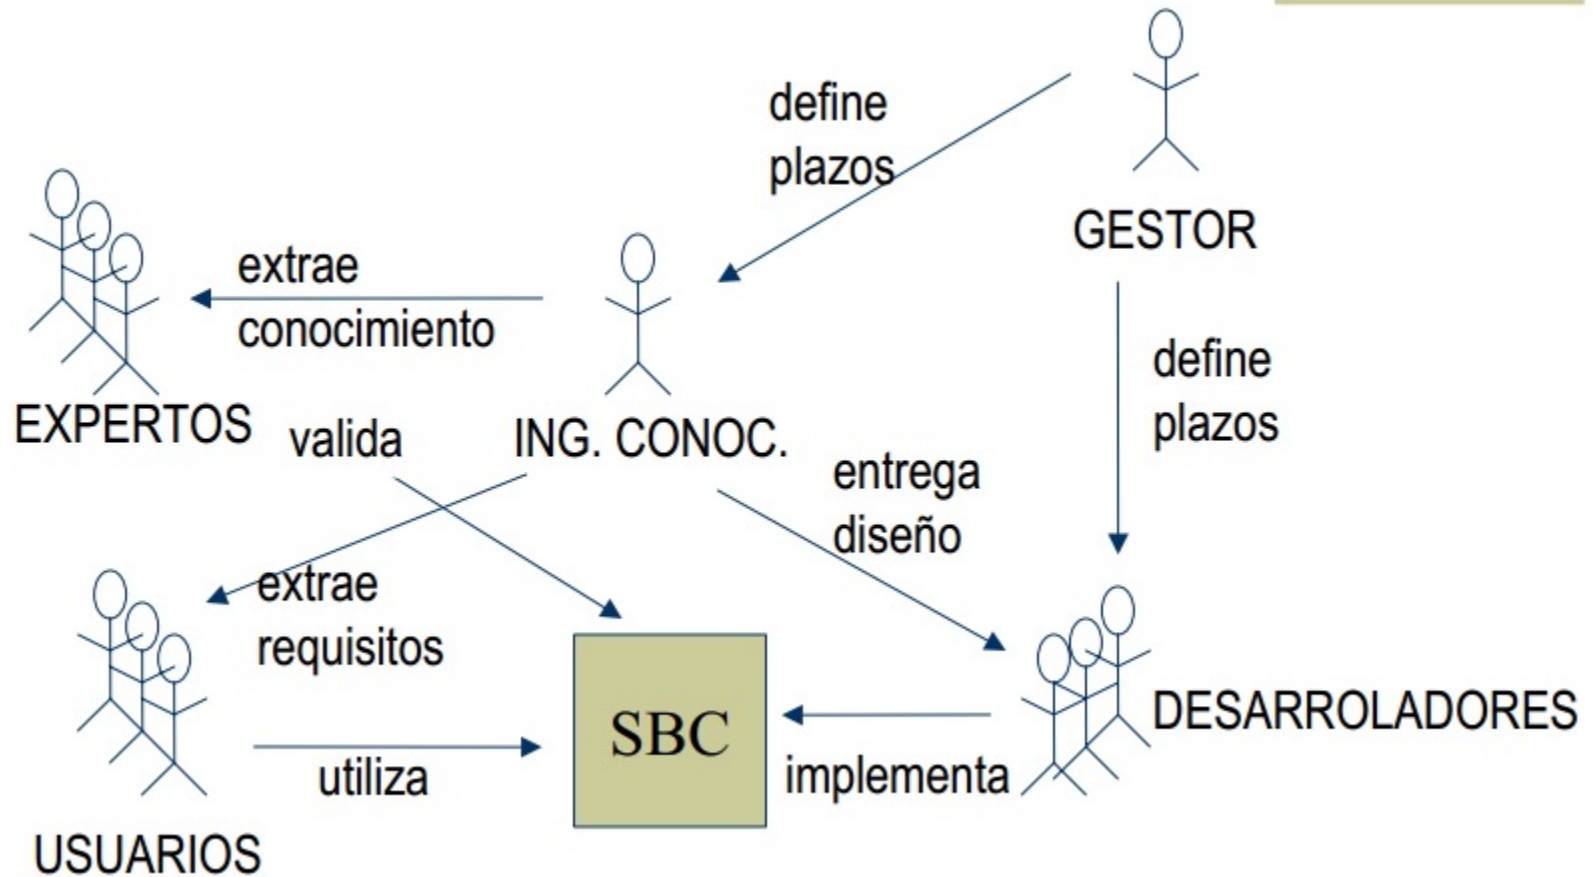 define
plazos
GESTOR
extrae
conocimiento
define
plazos
EXPERTOS
valida
ING. CONOC.
entrega
diseño
extrae
requisitos
SBC
DESARROLADORES
utiliza
implementa
USUARIOS